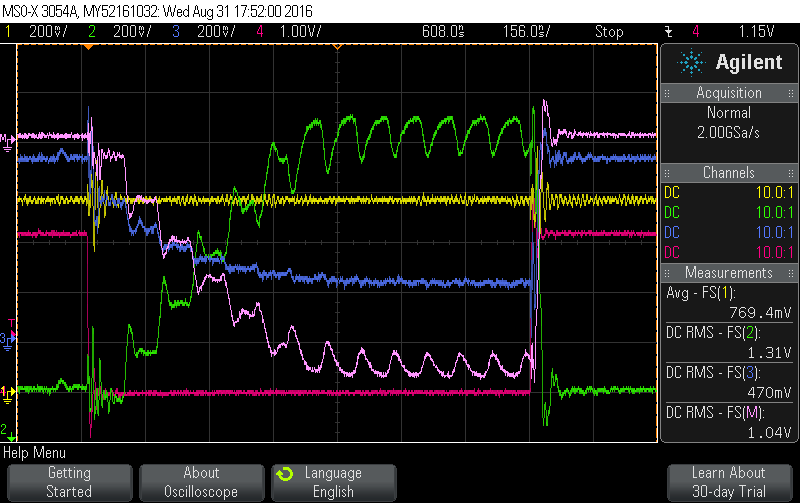 MSO-X 3054A, MY52161032: Wed Aug 31 17:52:00 2016
1 200▿/ 2 200▿/ 3 200▿/ 4 1.00V/ 608.0▿ 156.0▿/ Stop 4 1.15V
Agilent
Acquisition
Normal
2.00GSa/s
Channels
DC 10.0:1
DC 10.0:1
DC 10.0:1
DC 10.0:1
Measurements
Avg - FS(1):
769.4mV
DC RMS - FS(2):
1.31V
DC RMS - FS(3):
470mV
DC RMS - FS(M):
1.04V
M
T
3
1
2
Help Menu
Getting
Started
About
Oscilloscope
Language
English
Learn About
30-day Trial